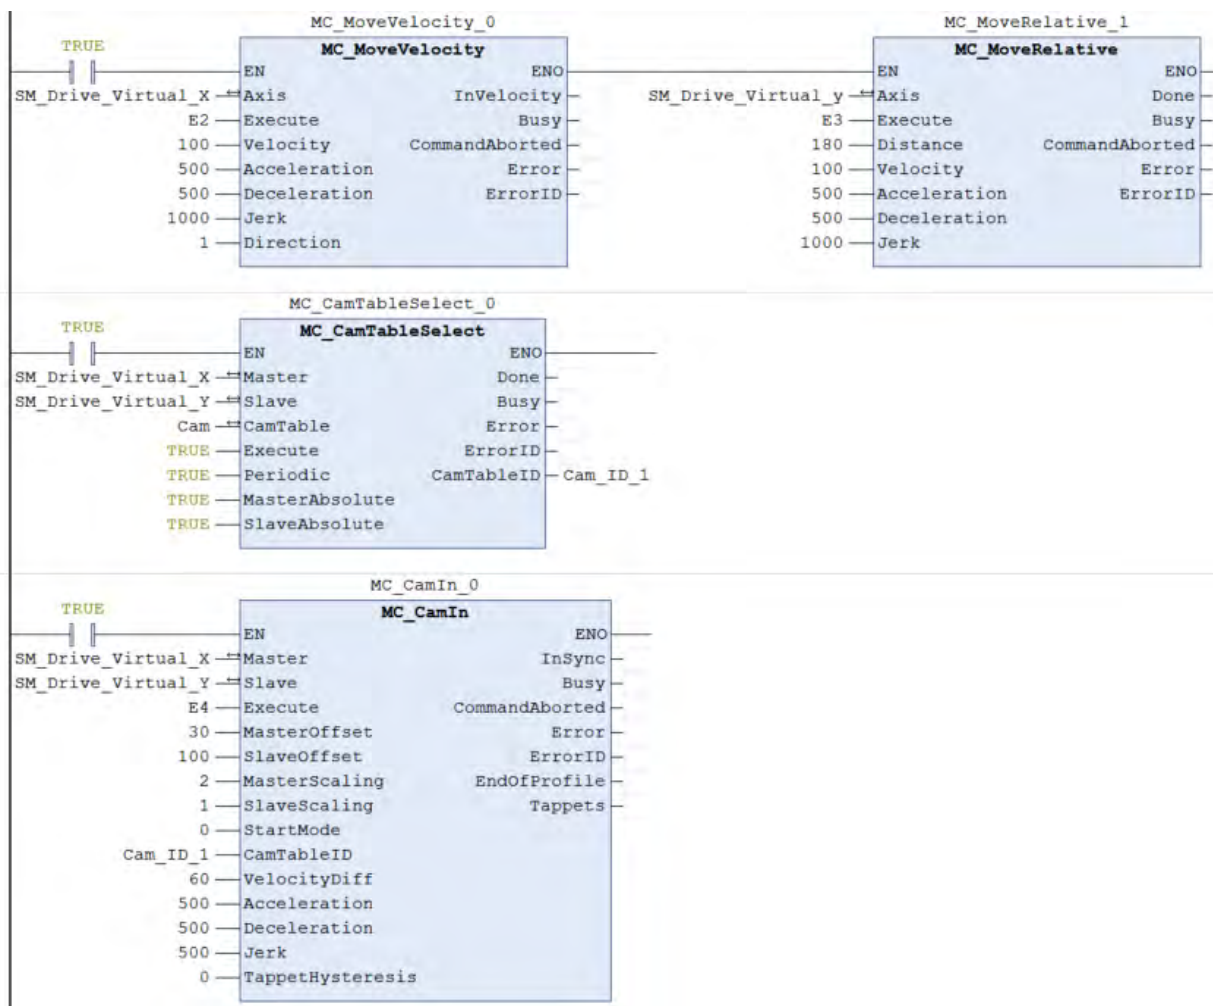 MC_MoveVelocity_0 MC_MoveRelative_1
TRUE MC_MoveVelocity MC_MoveRelative
EN ENO EN ENO
SM_Drive_Virtual_X Axis InVelocity SM_Drive_Virtual_y Axis Done
E2 Execute Busy E3 Execute Busy
100 Velocity CommandAborted 180 Distance CommandAborted
500 Acceleration Error 100 Velocity Error
500 Deceleration ErrorID 500 Acceleration ErrorID
1000 Jerk 500 Deceleration
1 Direction 1000 Jerk
MC_CamTableSelect_0
TRUE MC_CamTableSelect
EN ENO
SM_Drive_Virtual_X Master Done
SM_Drive_Virtual_Y Slave Busy
Cam CamTable Error
TRUE Execute ErrorID
TRUE Periodic CamTableID Cam_ID_1
TRUE MasterAbsolute
TRUE SlaveAbsolute
MC_CamIn_0
TRUE MC_CamIn
EN ENO
SM_Drive_Virtual_X Master InSync
SM_Drive_Virtual_Y Slave Busy
E4 Execute CommandAborted
30 MasterOffset Error
100 SlaveOffset ErrorID
2 MasterScaling EndOfProfile
1 SlaveScaling Tappets
0 StartMode
Cam_ID_1 CamTableID
60 VelocityDiff
500 Acceleration
500 Deceleration
500 Jerk
0 TappetHysteresis